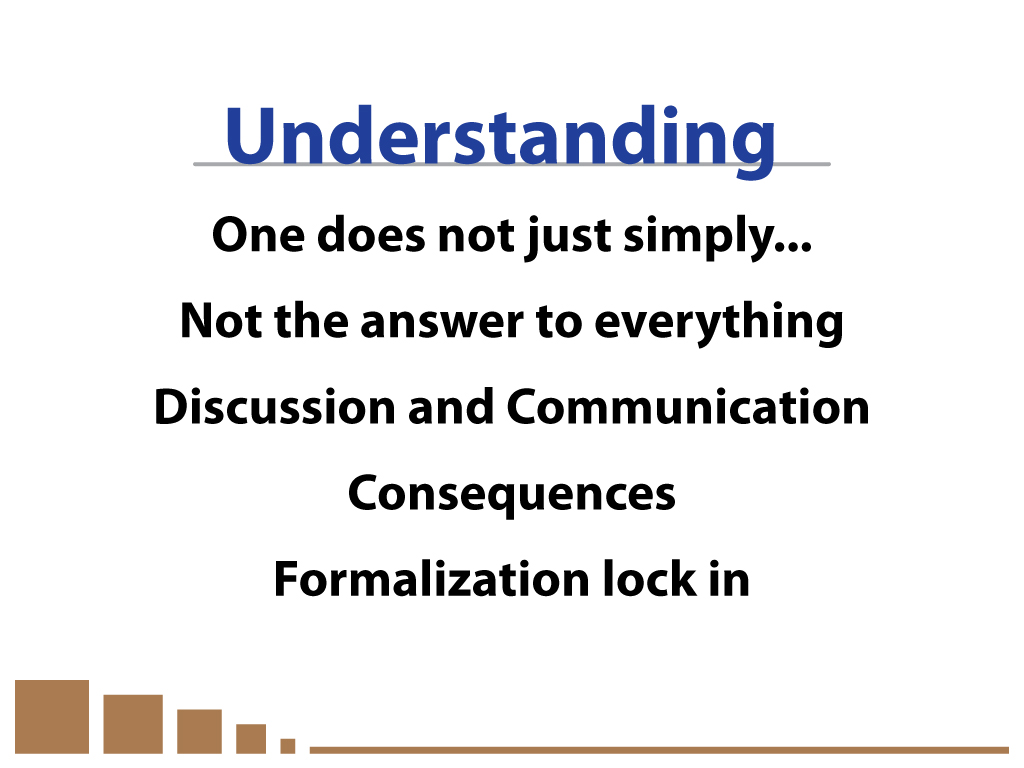 Understanding
One does not just simply...
Not the answer to everything
Discussion and Communication
Consequences
Formalization lock in